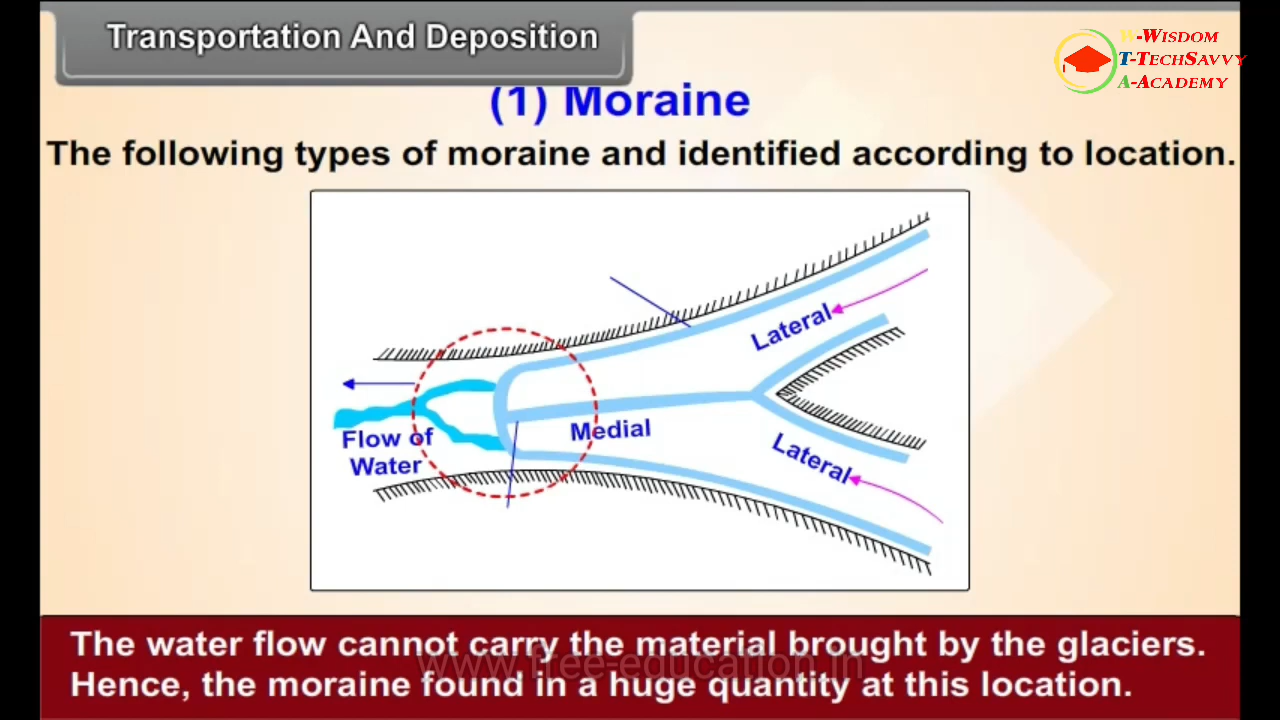 Transportation And Deposition
W-WISDOM
T-TECHSAVVY
A-ACADEMY
(1) Moraine
The following types of moraine and identified according to location.
Lateral
Medial
Flow of
Water
Lateral
The water flow cannot carry the material brought by the glaciers.
www.free-education.in
Hence, the moraine found in a huge quantity at this location.